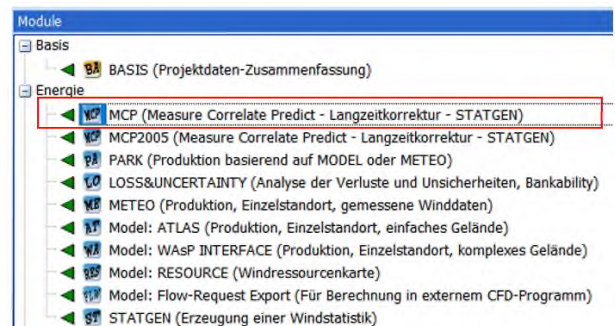 Module
Basis
BA BASIS (Projektdaten-Zusammenfassung)
Energie
MCP MCP (Measure Correlate Predict - Langzeitkorrektur - STATGEN)
MCP MCP2005 (Measure Correlate Predict - Langzeitkorrektur - STATGEN)
PA PARK (Produktion basierend auf MODEL oder METEO)
LO LOSS&UNCERTAINTY (Analyse der Verluste und Unsicherheiten, Bankability)
ME METEO (Produktion, Einzelstandort, gemessene Winddaten)
AT Model: ATLAS (Produktion, Einzelstandort, einfaches Gelände)
WA Model: WAsP INTERFACE (Produktion, Einzelstandort, komplexes Gelände)
RES Model: RESOURCE (Windressourcenkarte)
Model: Flow-Request Export (Für Berechnung in externem CFD-Programm)
ST STATGEN (Erzeugung einer Windstatistik)